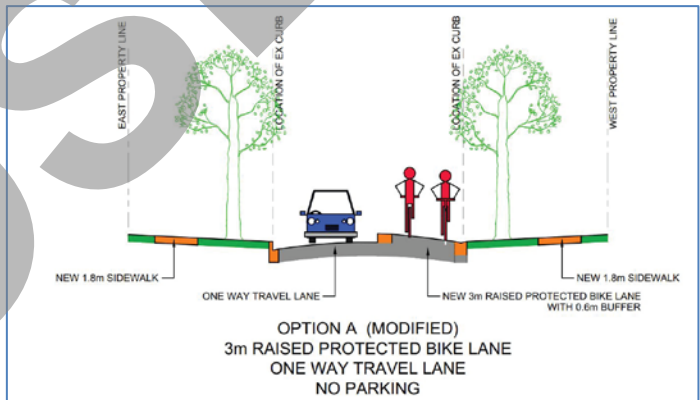 EAST PROPERTY LINE
LOCATION OF EX CURB
LOCATION OF EX CURB
WEST PROPERTY LINE
NEW 1.8m SIDEWALK
ONE WAY TRAVEL LANE
NEW 3m RAISED PROTECTED BIKE LANE
WITH 0.6m BUFFER
NEW 1.8m SIDEWALK
OPTION A (MODIFIED)
3m RAISED PROTECTED BIKE LANE
ONE WAY TRAVEL LANE
NO PARKING